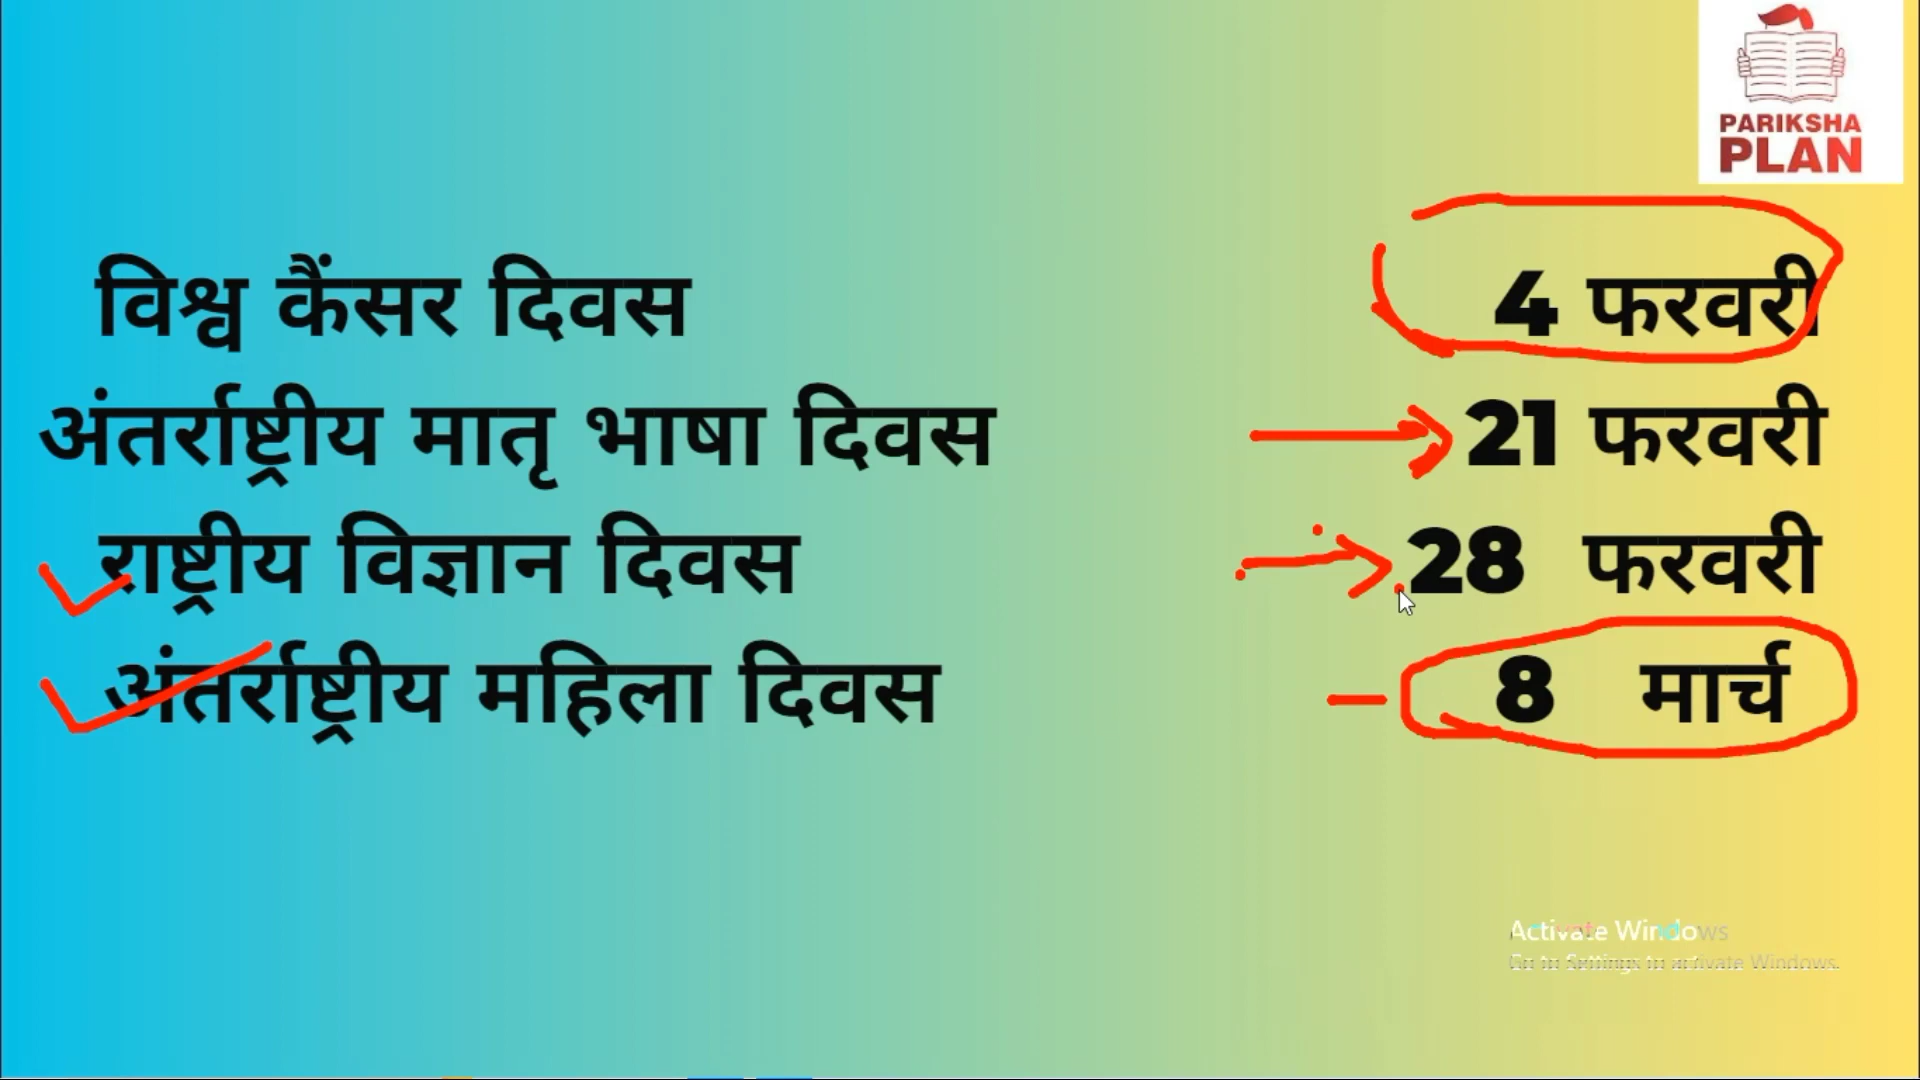 PARIKSHA
PLAN
विश्व कैंसर दिवस 4 फरवरी
अंतर्राष्ट्रीय मातृ भाषा दिवस 21 फरवरी
राष्ट्रीय विज्ञान दिवस 28 फरवरी
अंतर्राष्ट्रीय महिला दिवस 8 मार्च
Activate Windows
Go to Settings to activate Windows.